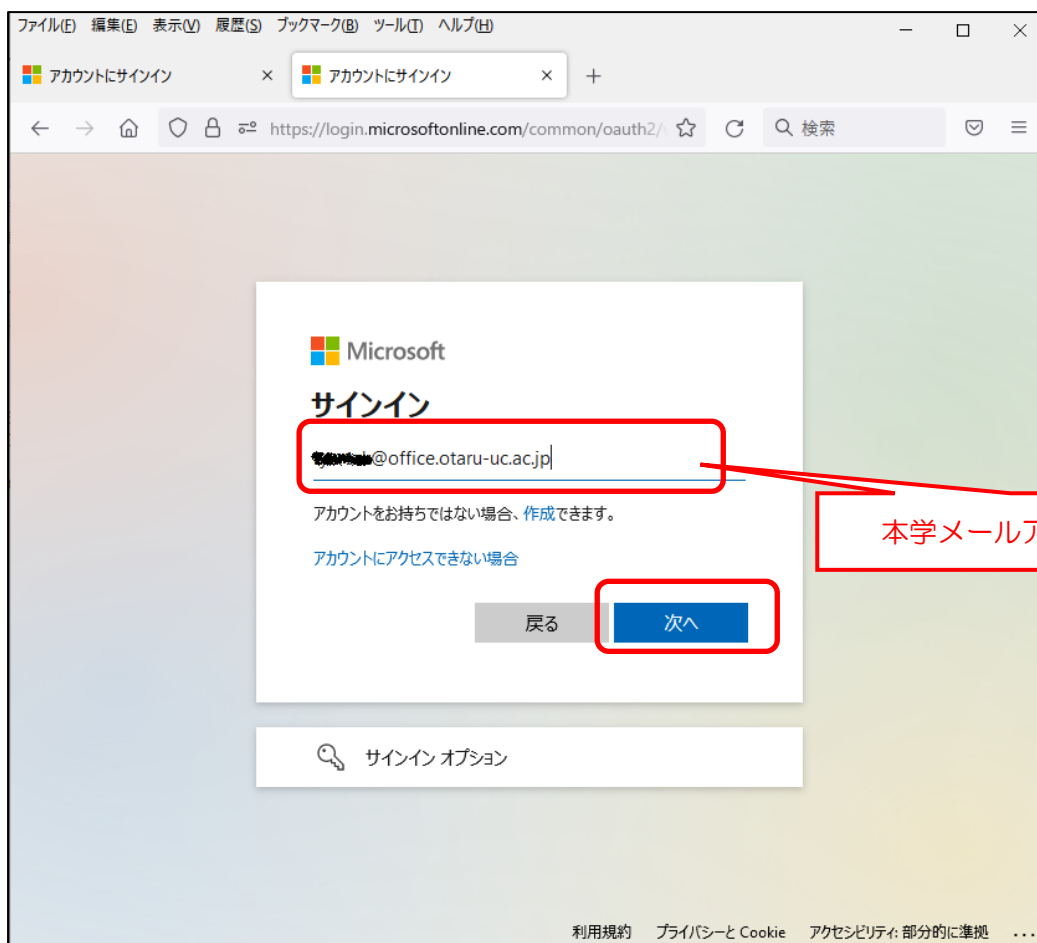 ファイル(F) 編集(E) 表示(V) 履歴(S) ブックマーク(B) ツール(T) ヘルプ(H)
アカウントにサインイン アカウントにサインイン
https://login.microsoftonline.com/common/oauth2/ 検索
Microsoft
サインイン
@office.otaru-uc.ac.jp
本学メールア
アカウントをお持ちではない場合、作成できます。
アカウントにアクセスできない場合
戻る 次へ
サインイン オプション
利用規約 プライバシーと Cookie アクセシビリティ: 部分的に準拠 ...